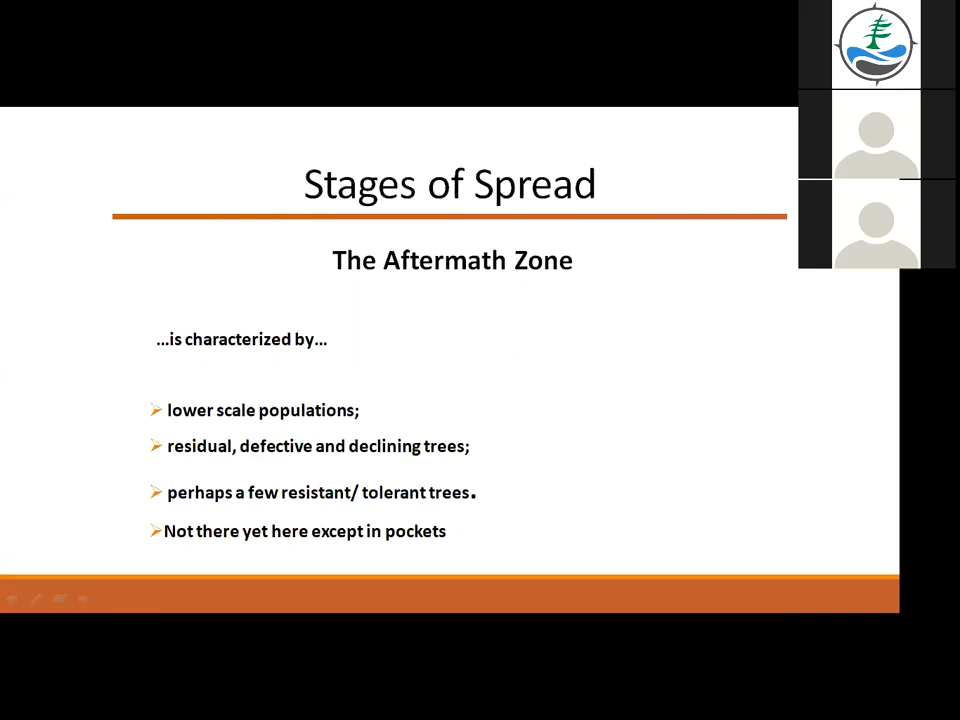 Stages of Spread
The Aftermath Zone
...is characterized by...
lower scale populations;
residual, defective and declining trees;
perhaps a few resistant/ tolerant trees.
Not there yet here except in pockets